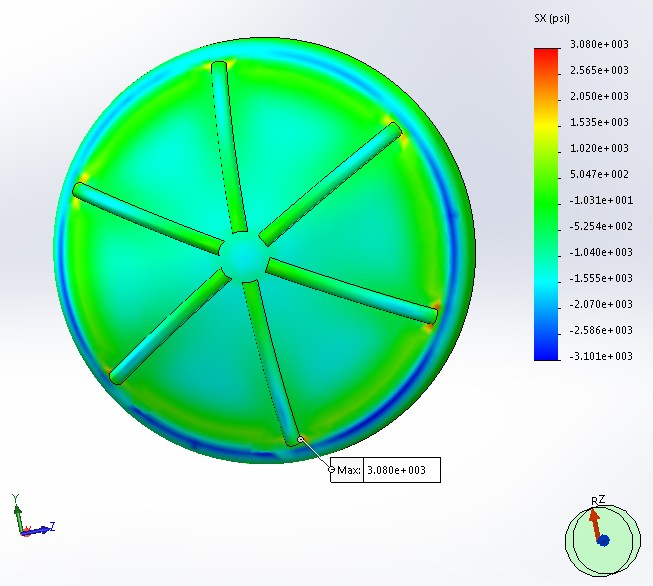 SX (psi)
3.080e+003
2.565e+003
2.050e+003
1.535e+003
1.020e+003
5.047e+002
-1.031e+001
-5.254e+002
-1.040e+003
-1.555e+003
-2.070e+003
-2.586e+003
-3.101e+003
Max: 3.080e+003
Y
Z
RZ